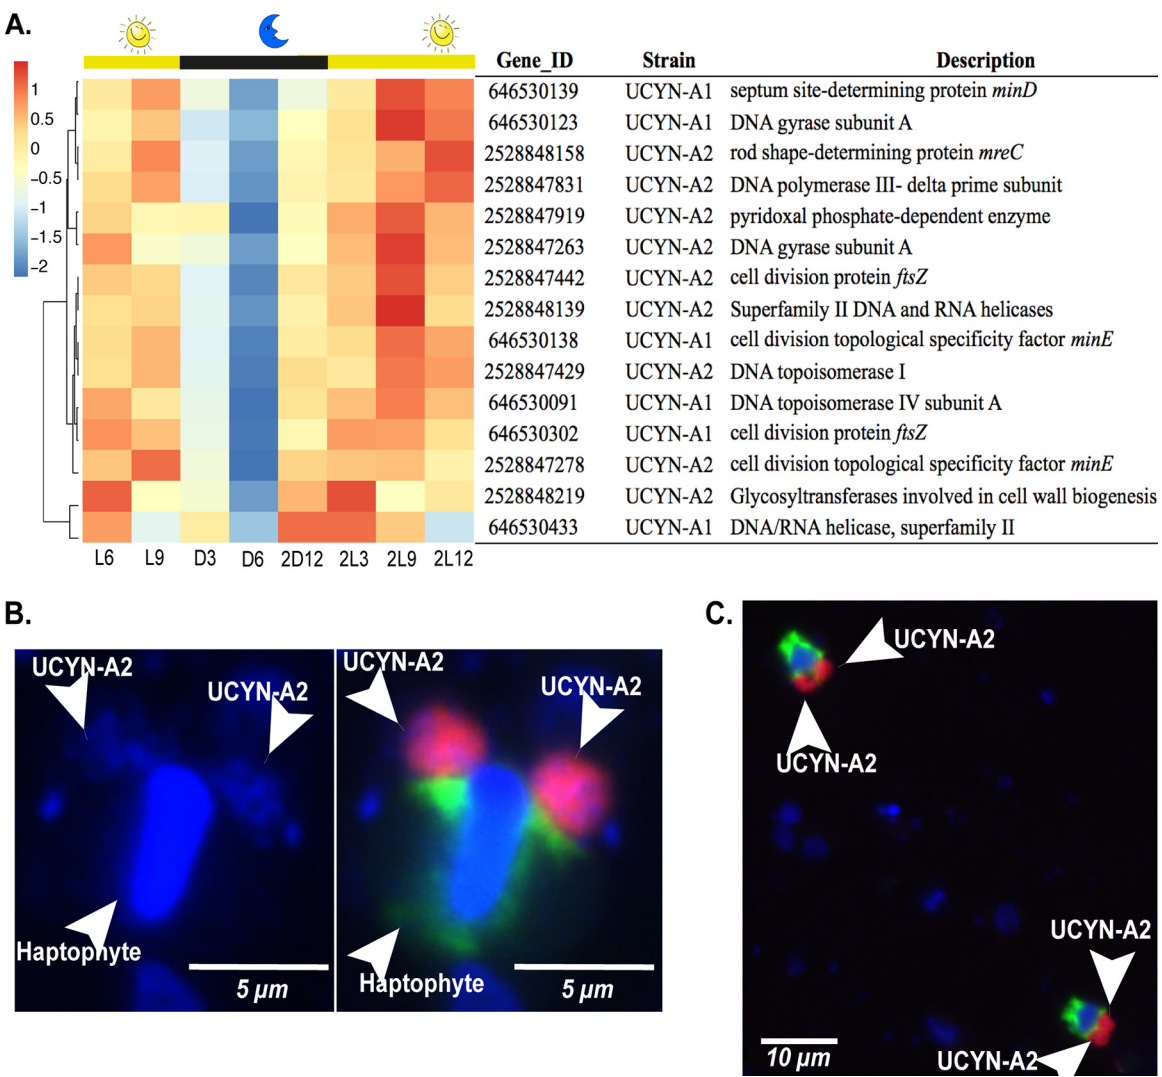 A.
Gene_ID Strain Description
1
0.5
0
−0.5
−1
−1.5
−2
646530139 UCYN-A1 septum site-determining protein minD
646530123 UCYN-A1 DNA gyrase subunit A
2528848158 UCYN-A2 rod shape-determining protein mreC
2528847831 UCYN-A2 DNA polymerase III- delta prime subunit
2528847919 UCYN-A2 pyridoxal phosphate-dependent enzyme
2528847263 UCYN-A2 DNA gyrase subunit A
2528847442 UCYN-A2 cell division protein ftsZ
2528848139 UCYN-A2 Superfamily II DNA and RNA helicases
646530138 UCYN-A1 cell division topological specificity factor minE
2528847429 UCYN-A2 DNA topoisomerase I
646530091 UCYN-A1 DNA topoisomerase IV subunit A
646530302 UCYN-A1 cell division protein ftsZ
2528847278 UCYN-A2 cell division topological specificity factor minE
2528848219 UCYN-A2 Glycosyltransferases involved in cell wall biogenesis
646530433 UCYN-A1 DNA/RNA helicase, superfamily II
L6 L9 D3 D6 2D12 2L3 2L9 2L12
B.
UCYN-A2
UCYN-A2
Haptophyte
5 µm
UCYN-A2
UCYN-A2
Haptophyte
5 µm
C.
UCYN-A2
UCYN-A2
UCYN-A2
UCYN-A2
10 µm